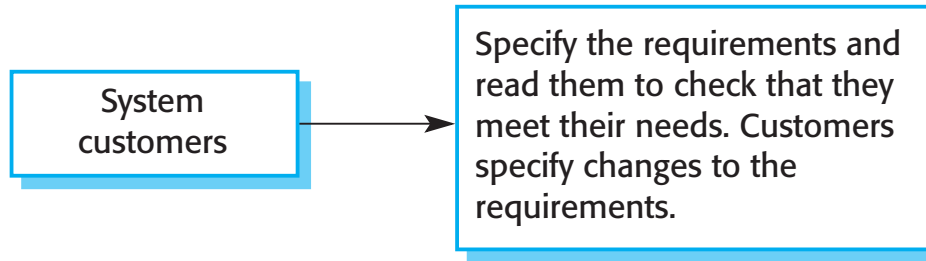 System
customers
Specify the requirements and
read them to check that they
meet their needs. Customers
specify changes to the
requirements.